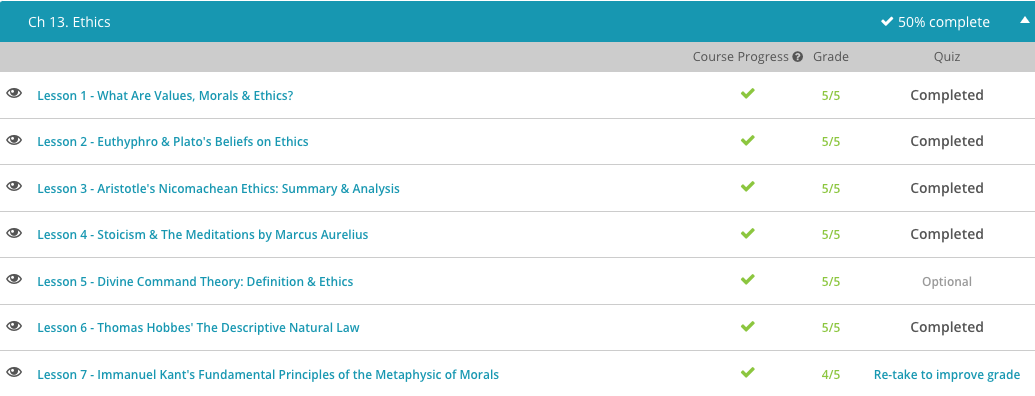 Ch 13. Ethics 50% complete
Course Progress Grade Quiz
Lesson 1 - What Are Values, Morals & Ethics? 5/5 Completed
Lesson 2 - Euthyphro & Plato's Beliefs on Ethics 5/5 Completed
Lesson 3 - Aristotle's Nicomachean Ethics: Summary & Analysis 5/5 Completed
Lesson 4 - Stoicism & The Meditations by Marcus Aurelius 5/5 Completed
Lesson 5 - Divine Command Theory: Definition & Ethics 5/5 Optional
Lesson 6 - Thomas Hobbes' The Descriptive Natural Law 5/5 Completed
Lesson 7 - Immanuel Kant's Fundamental Principles of the Metaphysic of Morals 4/5 Re-take to improve grade